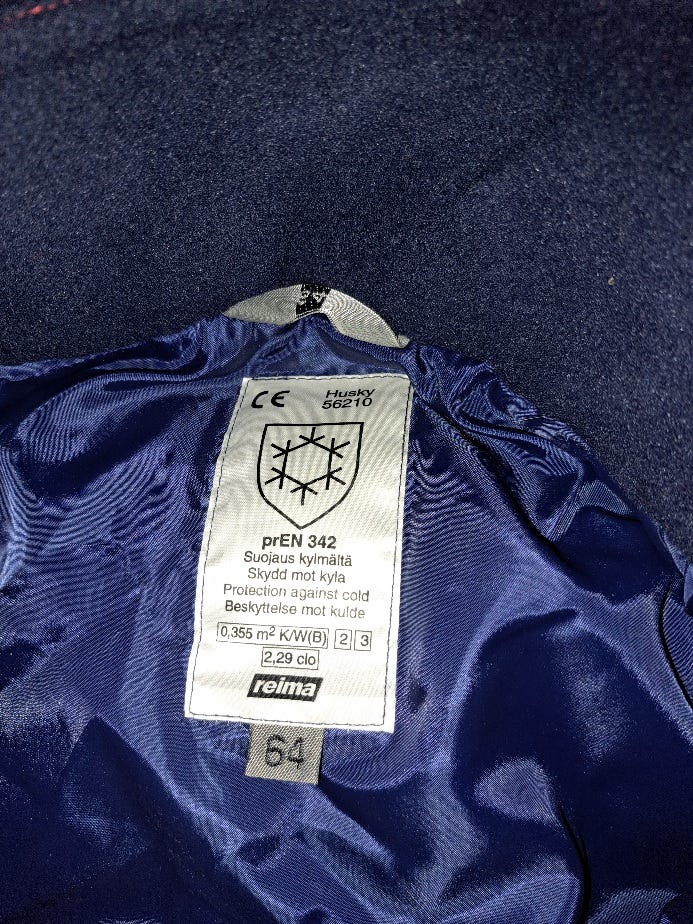 CE
Husky
56210
prEN 342
Suojaus kylmältä
Skydd mot kyla
Protection against cold
Beskyttelse mot kulde
0,355 m² K/W(B) 2 3
2,29 clo
reima
64